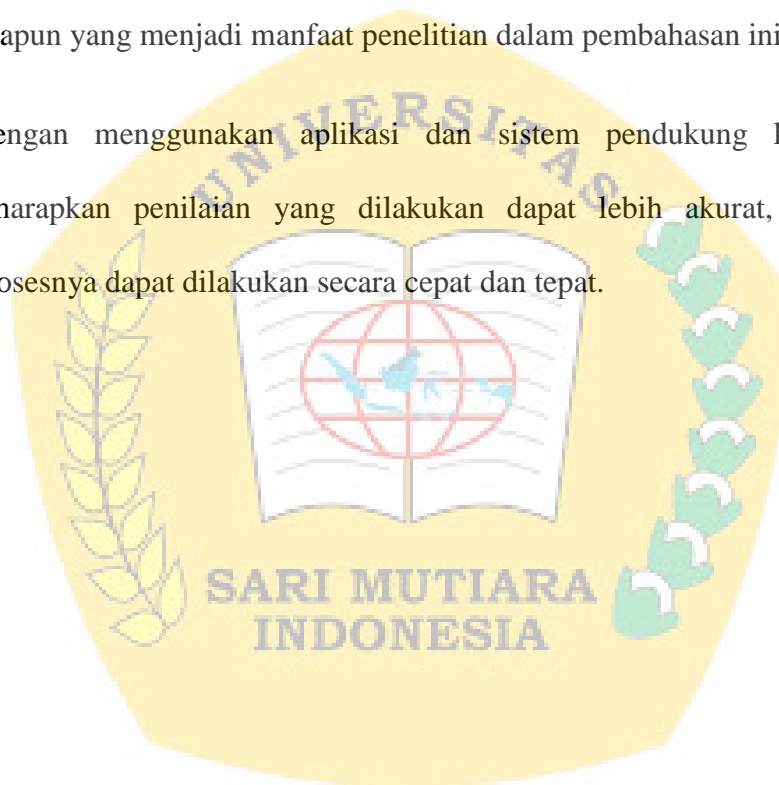 apun yang menjadi manfaat penelitian dalam pembahasan ini
engan menggunakan aplikasi dan sistem pendukung
harapkan penilaian yang dilakukan dapat lebih akurat,
osesnya dapat dilakukan secara cepat dan tepat.
UNIVERSITAS
SARI MUTIARA
INDONESIA